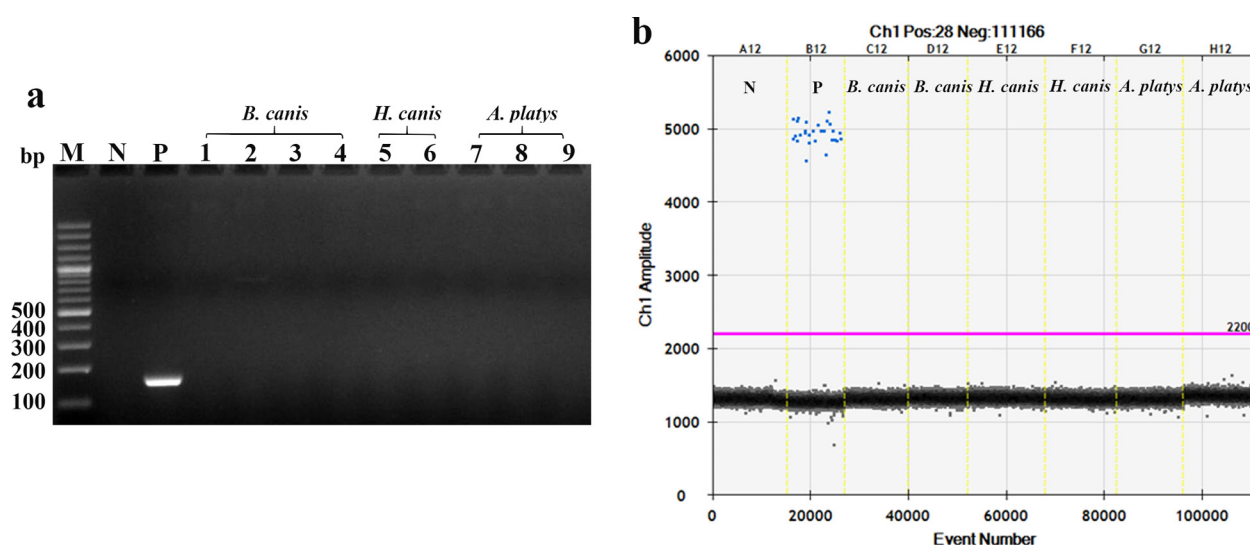 a
B. canis H. canis A. platys
bp M N P 1 2 3 4 5 6 7 8 9
500
400
300
200
100
b
Ch1 Pos:28 Neg:111166
A12 B12 C12 D12 E12 F12 G12 H12
N P B. canis B. canis H. canis H. canis A. platys A. platys
6000
5000
4000
3000
2200
2000
1000
0
Ch1 Amplitude
0 20000 40000 60000 80000 100000
Event Number